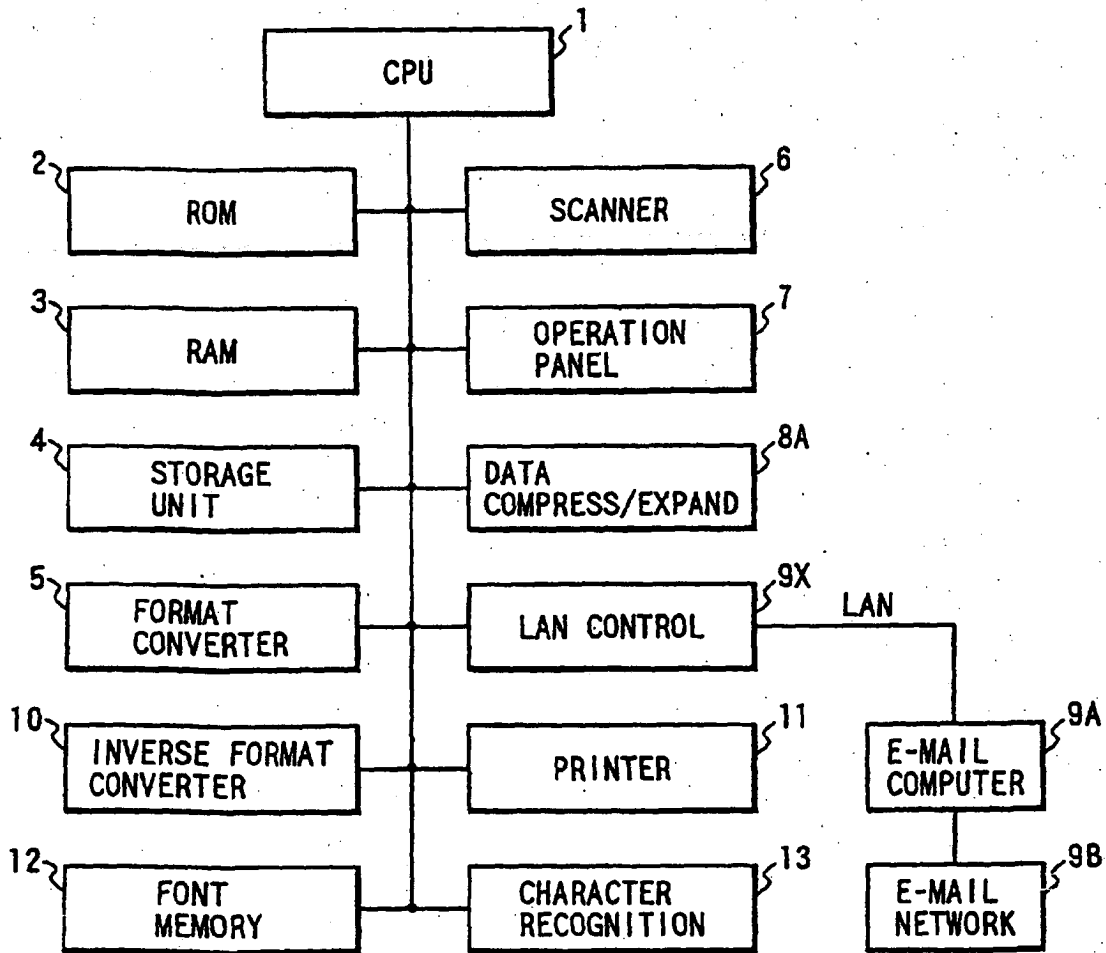 1
CPU
2
ROM
6
SCANNER
3
RAM
7
OPERATION
PANEL
4
STORAGE
UNIT
8A
DATA
COMPRESS/EXPAND
5
FORMAT
CONVERTER
9X
LAN CONTROL
LAN
10
INVERSE FORMAT
CONVERTER
11
PRINTER
9A
E-MAIL
COMPUTER
12
FONT
MEMORY
13
CHARACTER
RECOGNITION
9B
E-MAIL
NETWORK